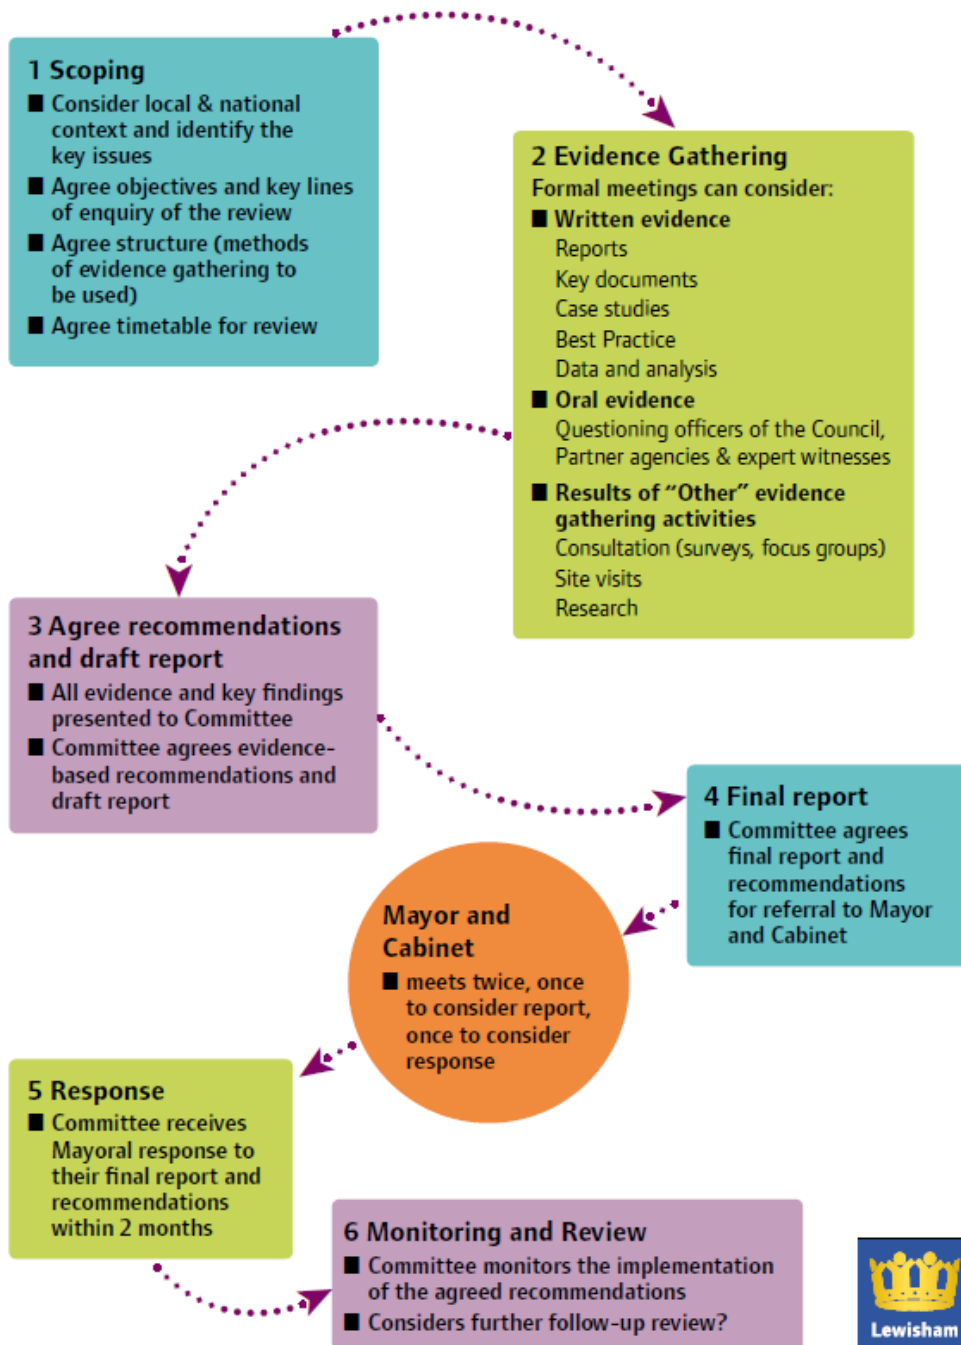 1 Scoping
■ Consider local & national
context and identify the
key issues
■ Agree objectives and key lines
of enquiry of the review
■ Agree structure (methods
of evidence gathering to
be used)
■ Agree timetable for review
2 Evidence Gathering
Formal meetings can consider:
■ Written evidence
Reports
Key documents
Case studies
Best Practice
Data and analysis
■ Oral evidence
Questioning officers of the Council,
Partner agencies & expert witnesses
■ Results of “Other” evidence
gathering activities
Consultation (surveys, focus groups)
Site visits
Research
3 Agree recommendations
and draft report
■ All evidence and key findings
presented to Committee
■ Committee agrees evidence-
based recommendations and
draft report
4 Final report
■ Committee agrees
final report and
recommendations
for referral to Mayor
and Cabinet
Mayor and
Cabinet
■ meets twice, once
to consider report,
once to consider
response
5 Response
■ Committee receives
Mayoral response to
their final report and
recommendations
within 2 months
6 Monitoring and Review
■ Committee monitors the implementation
of the agreed recommendations
■ Considers further follow-up review?
Lewisham